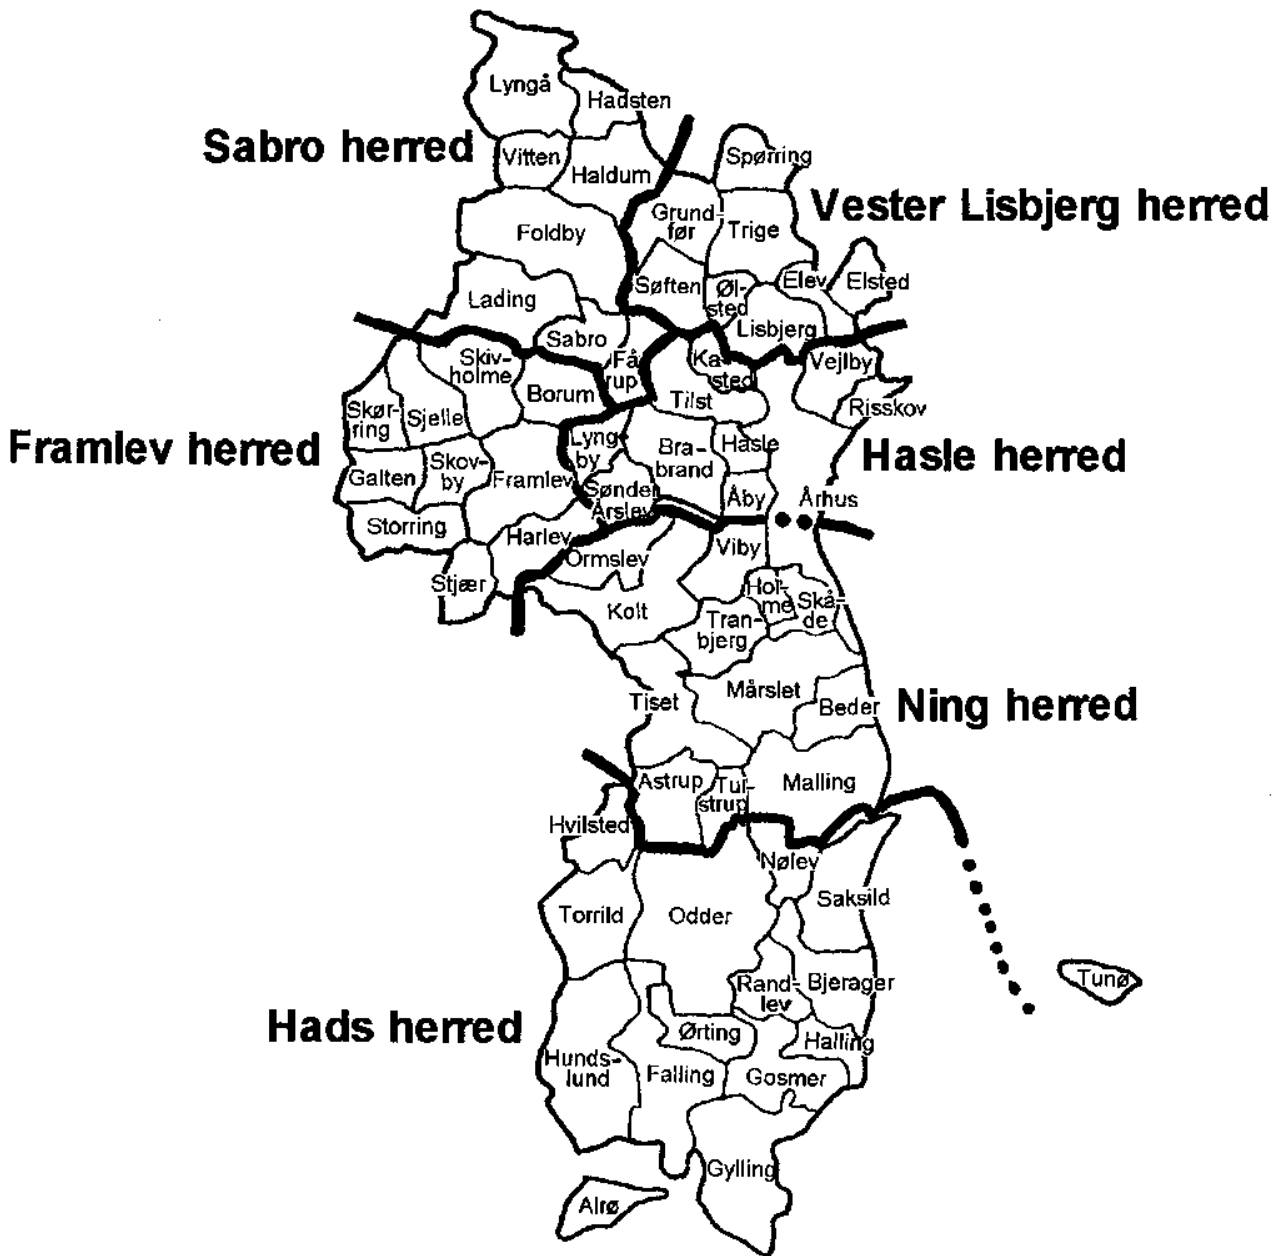 Lyngå
Hadsten
Sabro herred
Vitten
Haldum
Spørring
Vester Lisbjerg herred
Grund-
før
Trige
Foldby
Søften
Øl-
sted
Elev
Elsted
Lading
Lisbjerg
Sabro
Skiv-
holme
Få
rup
Ka-
sted
Vejlby
Borum
Tilst
Risskov
Skør-
ring
Sjelle
Framlev herred
Lyng
by
Bra-
brand
Hasle
Hasle herred
Galten
Skov-
by
Framlev
Sønder
Årslev
Åby
Århus
Storring
Harlev
Ormslev
Viby
Stjær
Kolt
Hol-
me
Skå-
de
Tran-
bjerg
Tiset
Mårslet
Beder
Ning herred
Astrup
Tul-
strup
Malling
Hvilsted
Nølev
Saksild
Torrild
Odder
Rand-
lev
Bjerager
Tunø
Hads herred
Ørting
Halling
Hunds-
lund
Falling
Gosmer
Gylling
Alrø